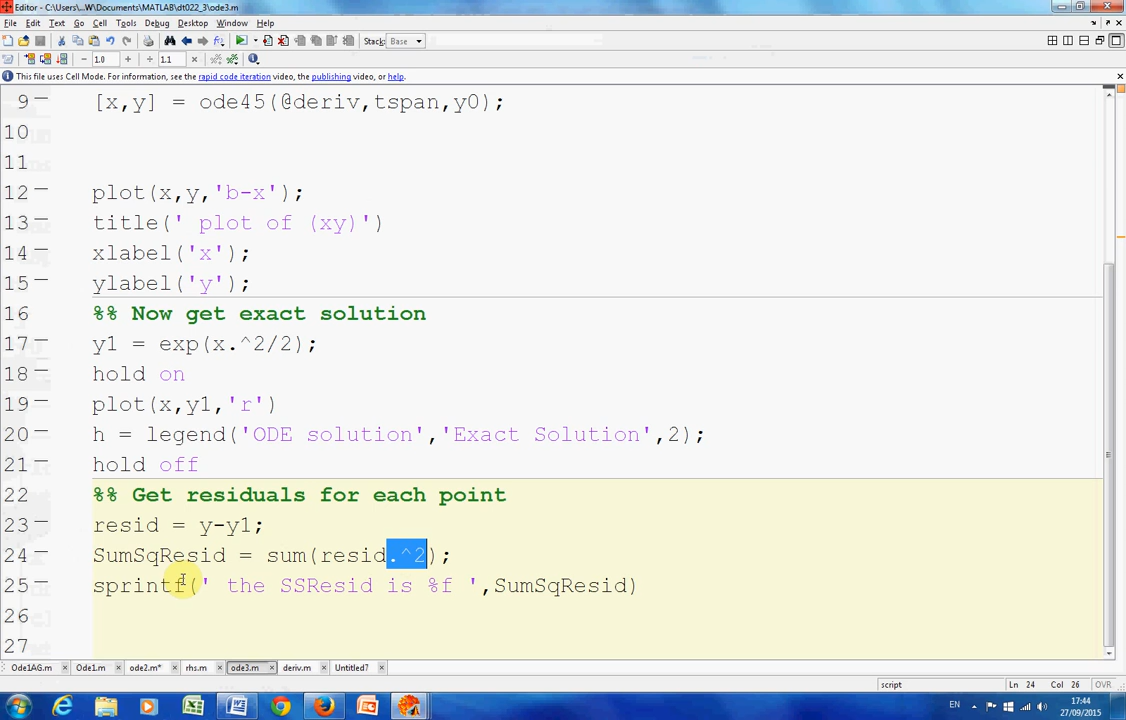 Editor - C:\Users\...W\Documents\MATLAB\dt022_3\ode3.m
File Edit Text Go Cell Tools Debug Desktop Window Help
Stack: Base
1.0 1.1
This file uses Cell Mode. For information, see the rapid code iteration video, the publishing video, or help.
9 [x,y] = ode45(@deriv,tspan,y0);
10
11
12 plot(x,y,'b-x');
13 title(' plot of (xy)')
14 xlabel('x');
15 ylabel('y');
16 %% Now get exact solution
17 y1 = exp(x.^2/2);
18 hold on
19 plot(x,y1,'r')
20 h = legend('ODE solution','Exact Solution',2);
21 hold off
22 %% Get residuals for each point
23 resid = y-y1;
24 SumSqResid = sum(resid.^2);
25 sprintf(' the SSResid is %f ',SumSqResid)
26
27
Ode1AG.m Ode1.m ode2.m* rhs.m ode3.m deriv.m Untitled7
script Ln 24 Col 26 OVR
EN 17:44
27/09/2015